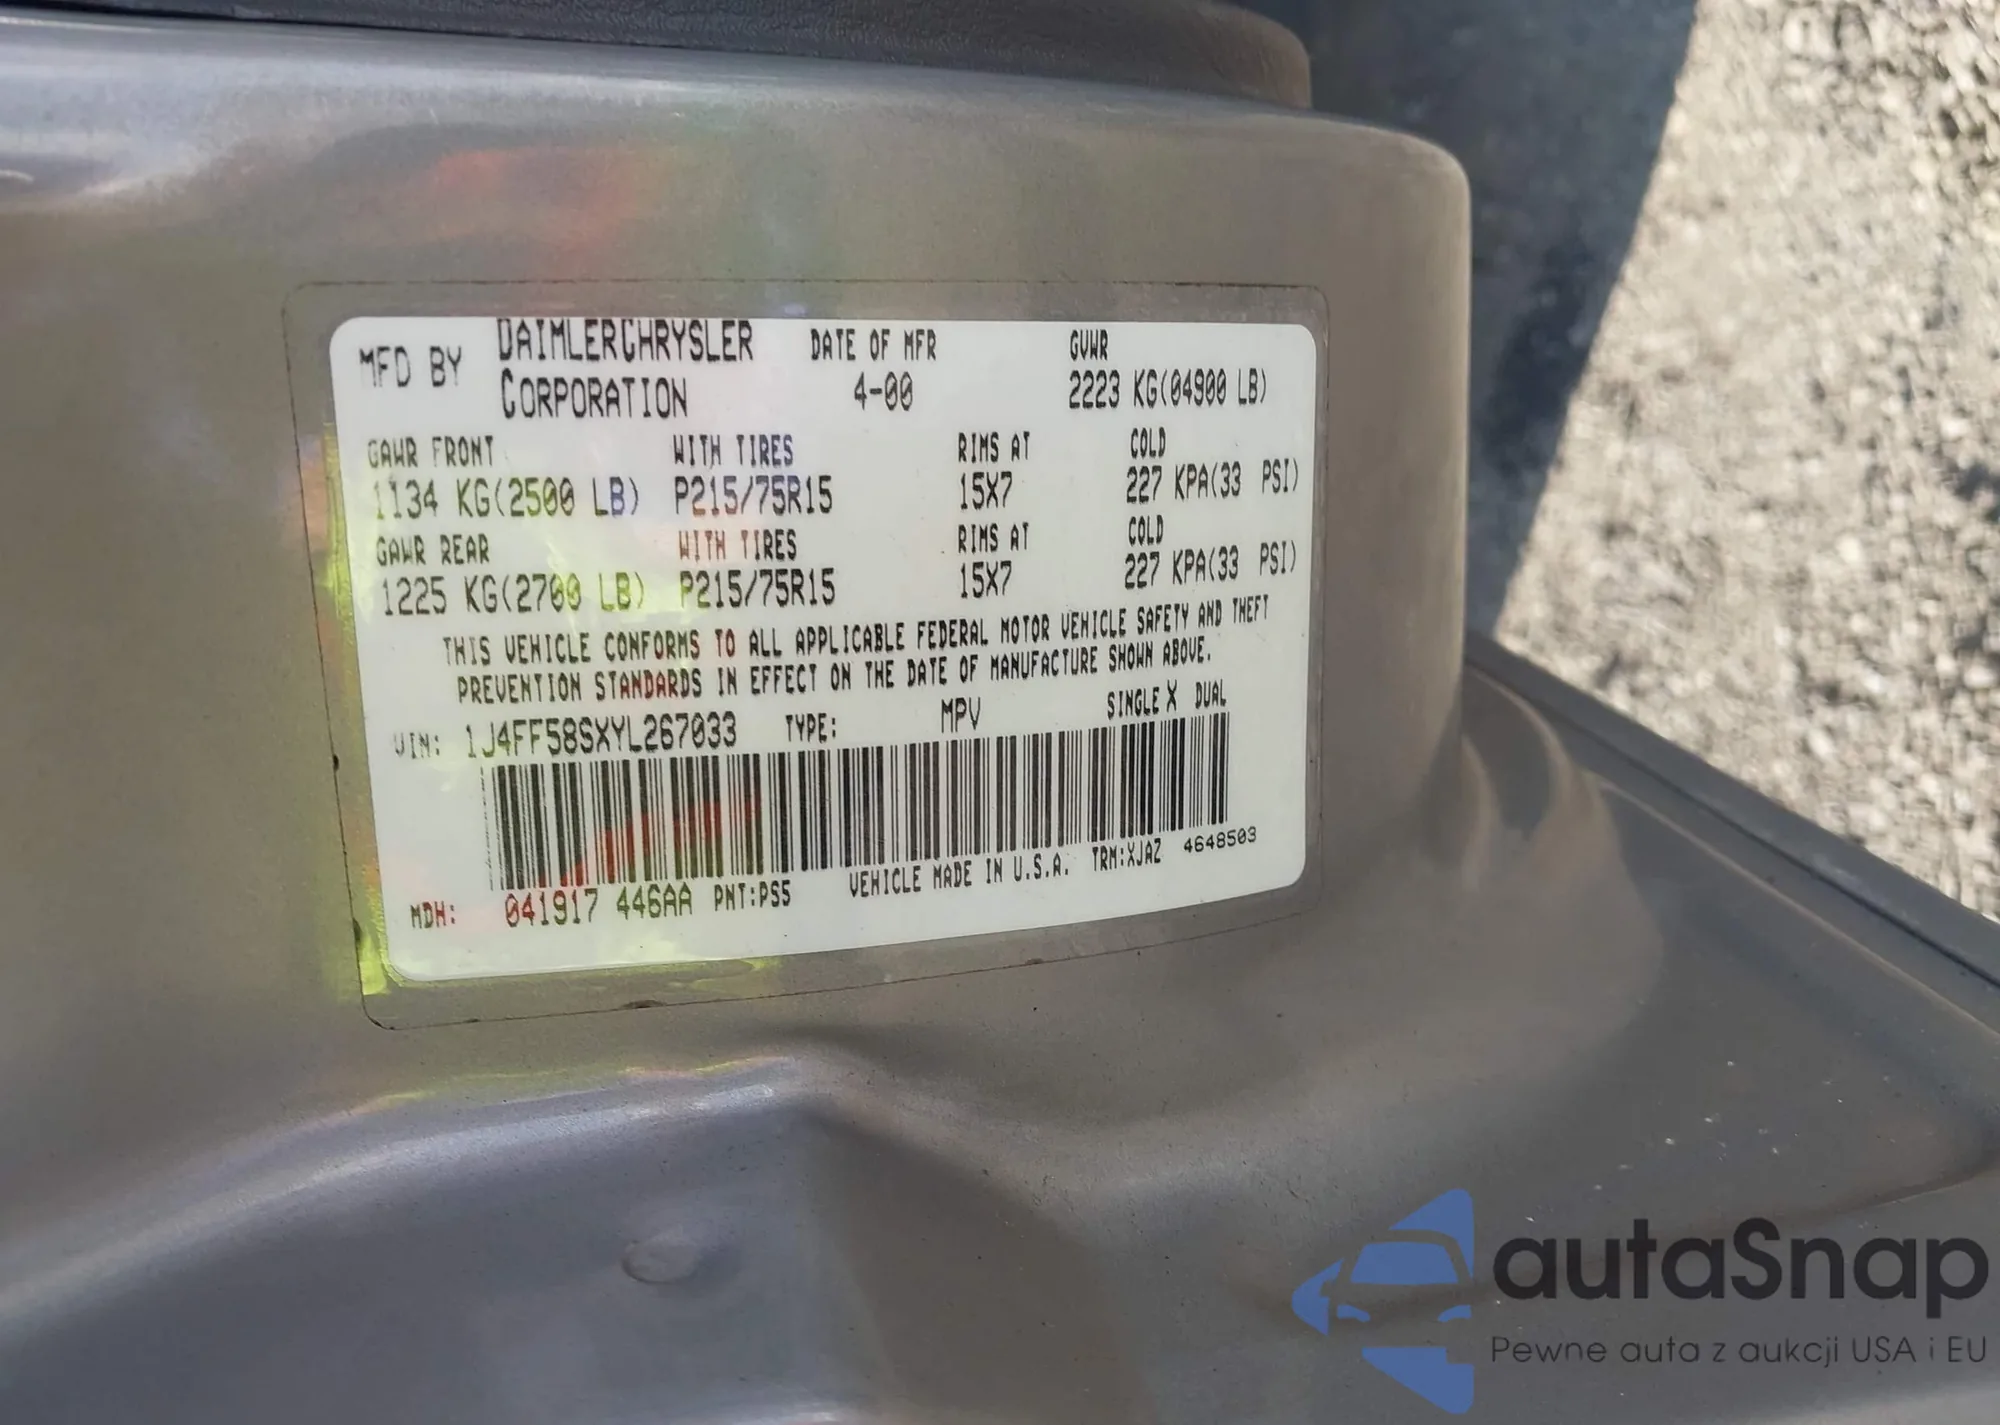 MFD BY DAIMLERCHRYSLER CORPORATION DATE OF MFR 4-00 GVWR 2223 KG(04900 LB)
GAWR FRONT WITH TIRES RIMS AT COLD
1134 KG(2500 LB) P215/75R15 15X7 227 KPA(33 PSI)
GAWR REAR WITH TIRES RIMS AT COLD
1225 KG(2700 LB) P215/75R15 15X7 227 KPA(33 PSI)
THIS VEHICLE CONFORMS TO ALL APPLICABLE FEDERAL MOTOR VEHICLE SAFETY AND THEFT
PREVENTION STANDARDS IN EFFECT ON THE DATE OF MANUFACTURE SHOWN ABOVE.
VIN: 1J4FF58SXYL267033 TYPE: MPV SINGLE X DUAL
MDH: 041917 446AA PNT:PS5 VEHICLE MADE IN U.S.A. TRM:XJAZ 4648503
autaSnap
Pewne auta z aukcji USA i EU